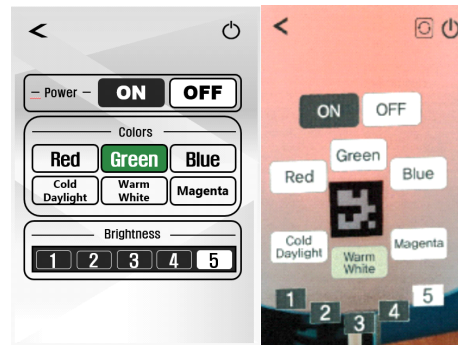 Power
ON
OFF
Colors
Red
Green
Blue
Cold
Daylight
Warm
White
Magenta
Brightness
1
2
3
4
5
ON
OFF
Green
Red
Blue
Cold
Daylight
Warm
White
Magenta
1
2
3
4
5